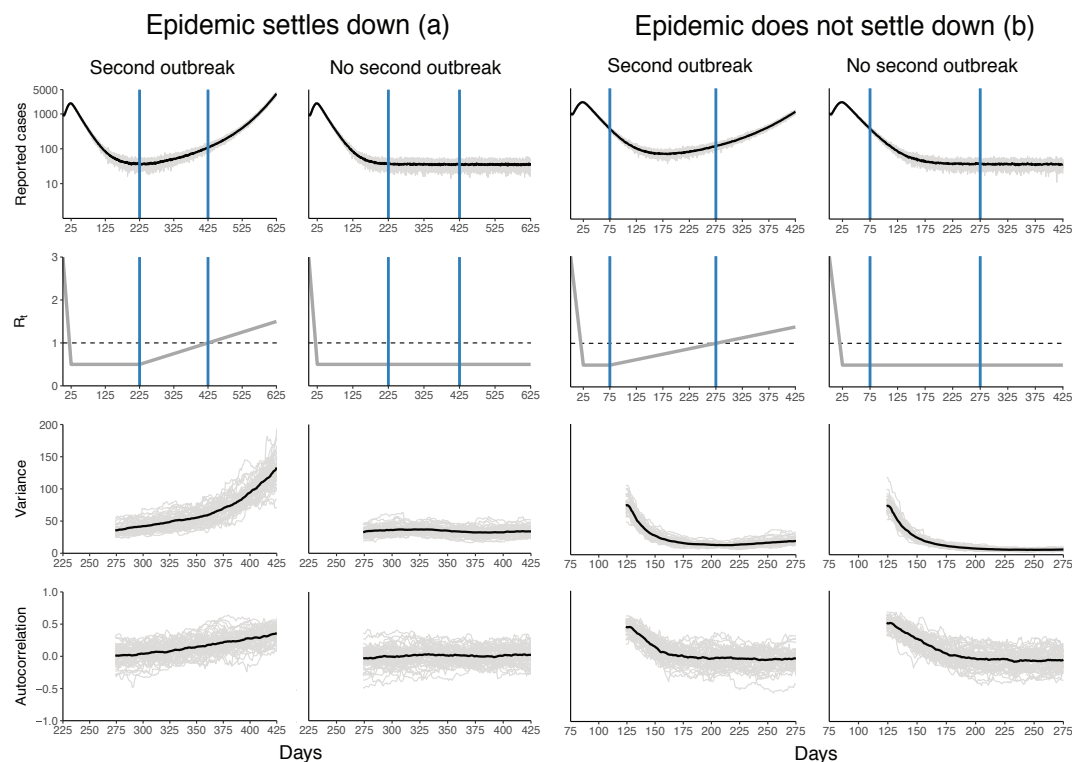 Epidemic settles down (a)
Epidemic does not settle down (b)
Second outbreak
No second outbreak
Second outbreak
No second outbreak
Reported cases
5000
1000
100
10
25 125 225 325 425 525 625
25 125 225 325 425 525 625
25 75 125 175 225 275 325 375 425
25 75 125 175 225 275 325 375 425
Rt
3
2
1
0
25 125 225 325 425 525 625
25 125 225 325 425 525 625
25 75 125 175 225 275 325 375 425
25 75 125 175 225 275 325 375 425
Variance
200
150
100
50
0
225 250 275 300 325 350 375 400 425
225 250 275 300 325 350 375 400 425
75 100 125 150 175 200 225 250 275
75 100 125 150 175 200 225 250 275
Autocorrelation
1.0
0.5
0.0
−0.5
−1.0
225 250 275 300 325 350 375 400 425
225 250 275 300 325 350 375 400 425
75 100 125 150 175 200 225 250 275
75 100 125 150 175 200 225 250 275
Days
Days